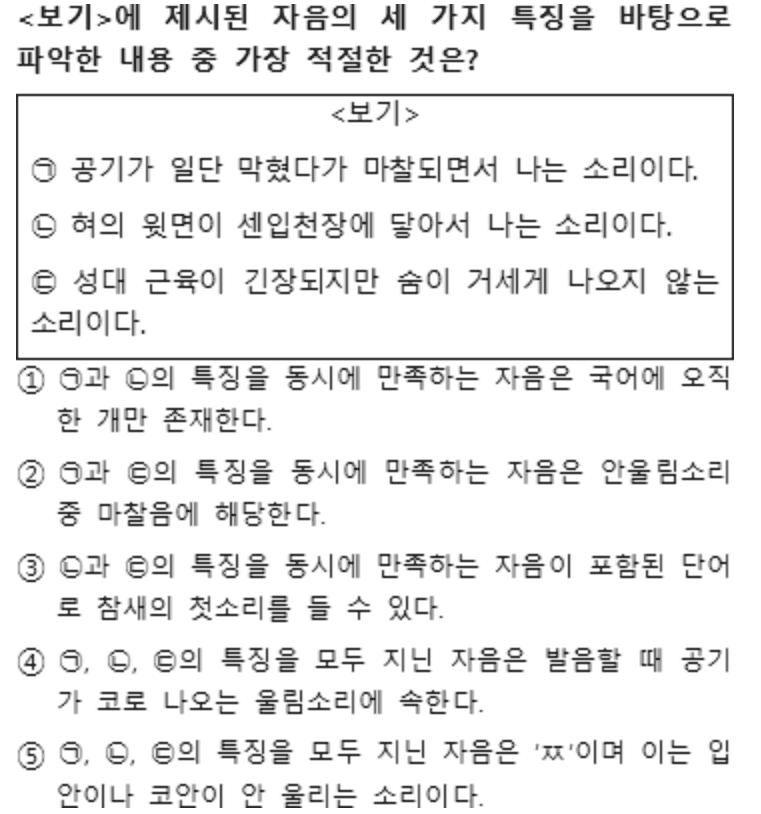 <보기>에 제시된 자음의 세 가지 특징을 바탕으로
파악한 내용 중 가장 적절한 것은?
<보기>
㉠ 공기가 일단 막혔다가 마찰되면서 나는 소리이다.
㉡ 혀의 윗면이 센입천장에 닿아서 나는 소리이다.
㉢ 성대 근육이 긴장되지만 숨이 거세게 나오지 않는
소리이다.
① ㉠과 ㉡의 특징을 동시에 만족하는 자음은 국어에 오직
한 개만 존재한다.
② ㉠과 ㉢의 특징을 동시에 만족하는 자음은 안울림소리
중 마찰음에 해당한다.
③ ㉡과 ㉢의 특징을 동시에 만족하는 자음이 포함된 단어
로 참새의 첫소리를 들 수 있다.
④ ㉠, ㉡, ㉢의 특징을 모두 지닌 자음은 발음할 때 공기
가 코로 나오는 울림소리에 속한다.
⑤ ㉠, ㉡, ㉢의 특징을 모두 지닌 자음은 ‘ㅉ’이며 이는 입
안이나 코안이 안 울리는 소리이다.